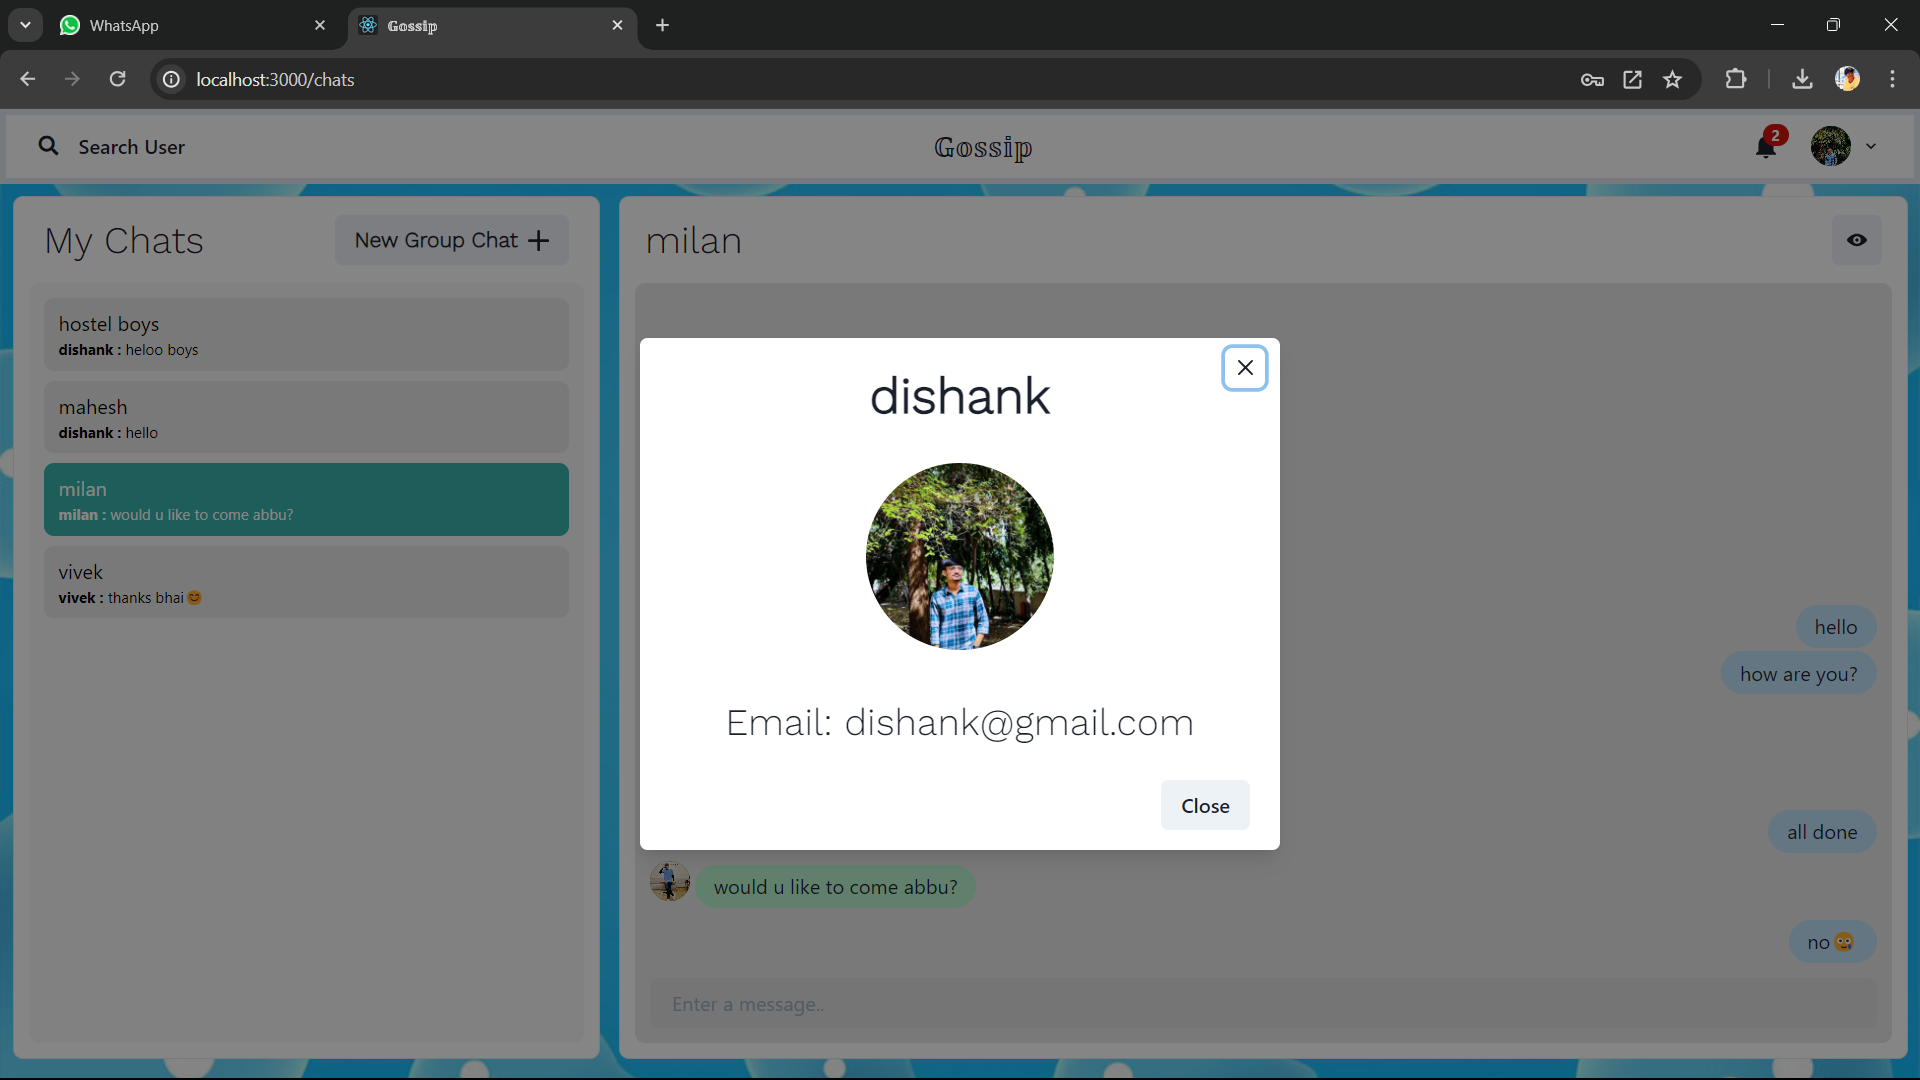 WhatsApp
Gossip
localhost:3000/chats
Search User
Gossip
2
My Chats
New Group Chat
hostel boys
dishank : heloo boys
mahesh
dishank : hello
milan
milan : would u like to come abbu?
vivek
vivek : thanks bhai😊
milan
hello
how are you?
all done
would u like to come abbu?
no🥲
Enter a message..
dishank
Email: dishank@gmail.com
Close